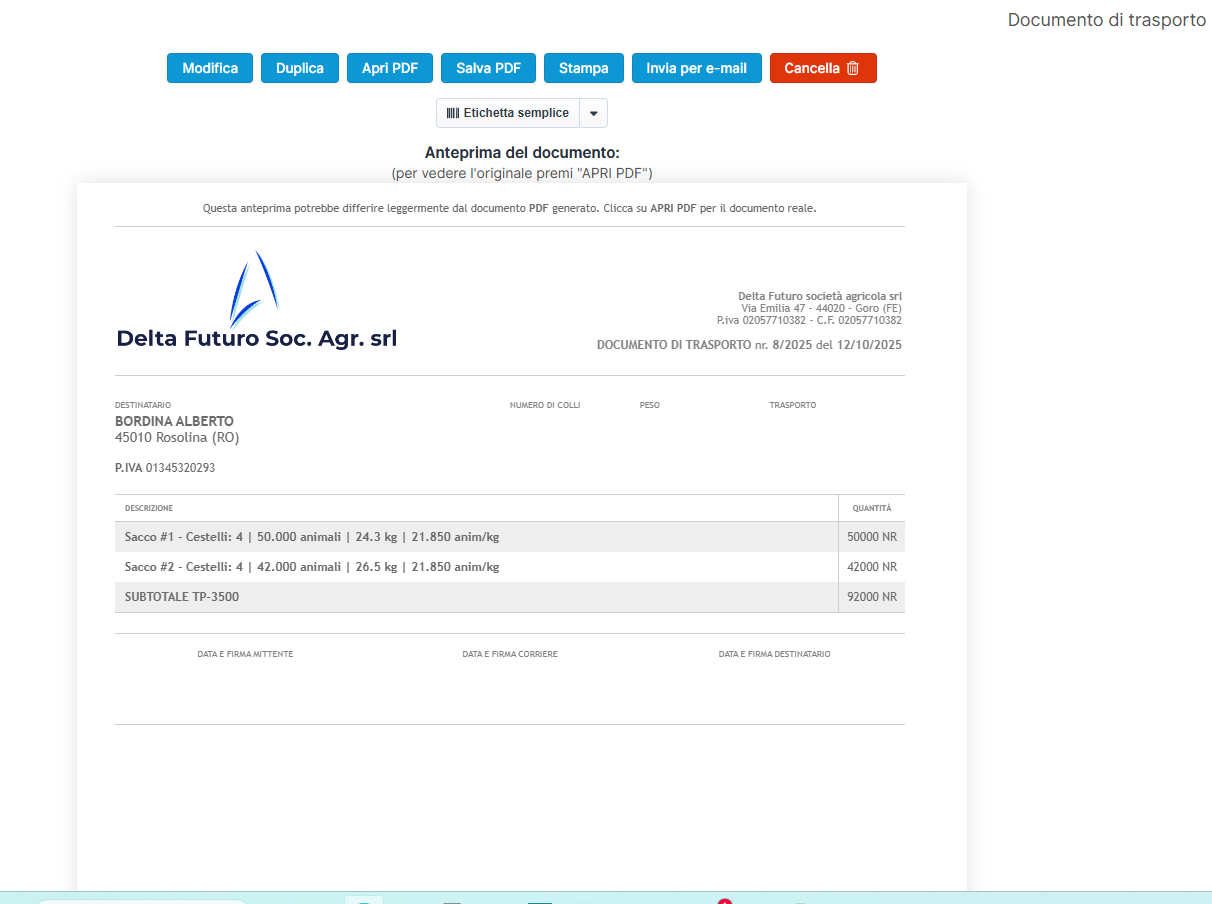 Documento di trasporto
Modifica Duplica Apri PDF Salva PDF Stampa Invia per e-mail Cancella
Etichetta semplice
Anteprima del documento:
(per vedere l'originale premi "APRI PDF")
Questa anteprima potrebbe differire leggermente dal documento PDF generato. Clicca su APRI PDF per il documento reale.
Delta Futuro Soc. Agr. srl
Delta Futuro società agricola srl
Via Emilia 47 - 44020 - Goro (FE)
P.iva 02057710382 - C.F. 02057710382
DOCUMENTO DI TRASPORTO nr. 8/2025 del 12/10/2025
DESTINATARIO NUMERO DI COLLI PESO TRASPORTO
BORDINA ALBERTO
45010 Rosolina (RO)
P.IVA 01345320293
DESCRIZIONE QUANTITÀ
Sacco #1 - Cestelli: 4 | 50.000 animali | 24.3 kg | 21.850 anim/kg 50000 NR
Sacco #2 - Cestelli: 4 | 42.000 animali | 26.5 kg | 21.850 anim/kg 42000 NR
SUBTOTALE TP-3500 92000 NR
DATA E FIRMA MITTENTE DATA E FIRMA CORRIERE DATA E FIRMA DESTINATARIO